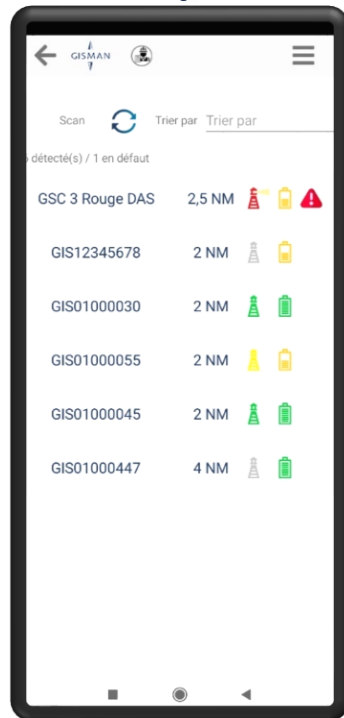 GISMAN
Scan Trier par Trier par
détecté(s) / 1 en défaut
GSC 3 Rouge DAS 2,5 NM
GIS12345678 2 NM
GIS01000030 2 NM
GIS01000055 2 NM
GIS01000045 2 NM
GIS01000447 4 NM